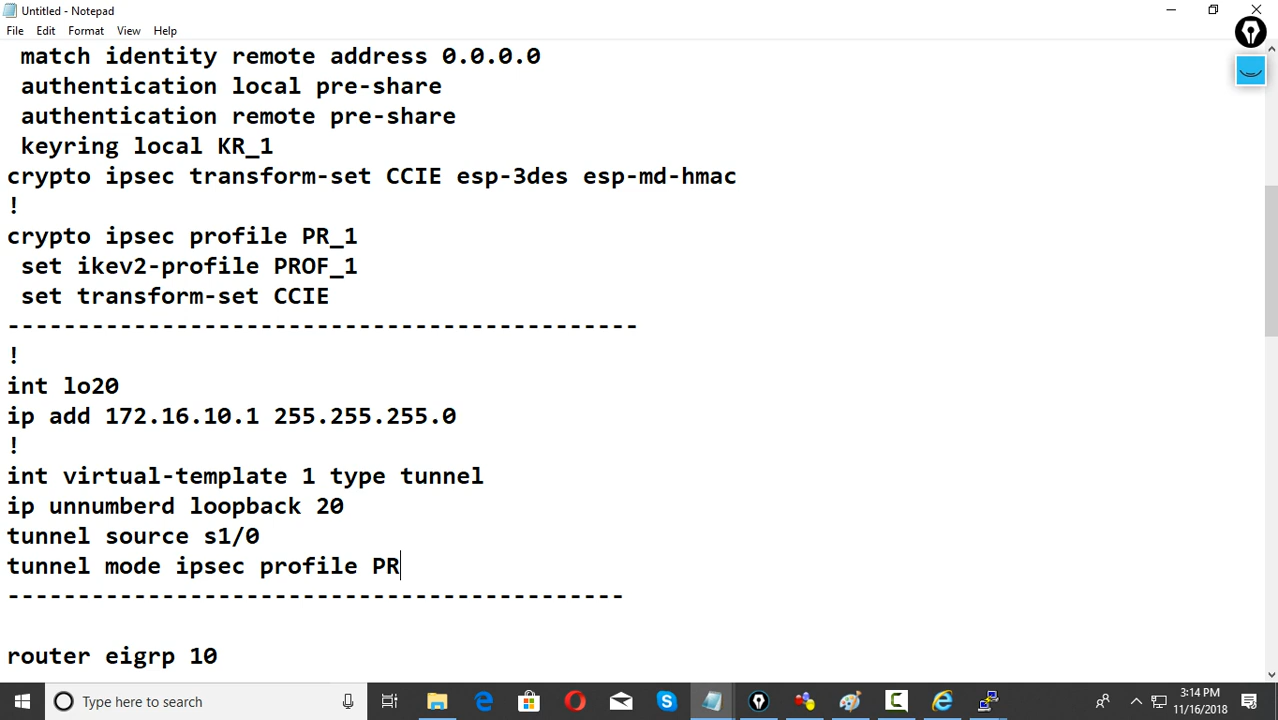 Untitled - Notepad
File Edit Format View Help
match identity remote address 0.0.0.0
authentication local pre-share
authentication remote pre-share
keyring local KR_1
crypto ipsec transform-set CCIE esp-3des esp-md-hmac
!
crypto ipsec profile PR_1
set ikev2-profile PROF_1
set transform-set CCIE
---------------------------------------------
!
int lo20
ip add 172.16.10.1 255.255.255.0
!
int virtual-template 1 type tunnel
ip unnumberd loopback 20
tunnel source s1/0
tunnel mode ipsec profile PR
--------------------------------------------
router eigrp 10
Type here to search
3:14 PM
11/16/2018